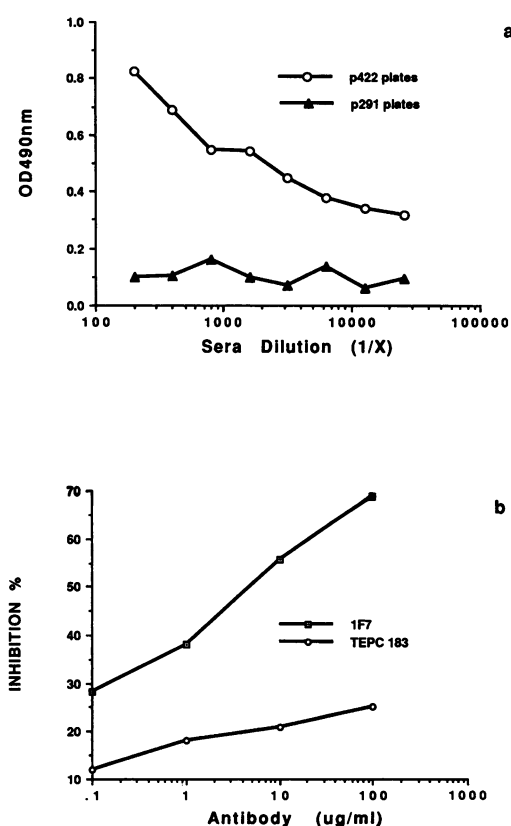 a
1.0
0.8
0.6
0.4
0.2
0.0
OD490nm
p422 plates
p291 plates
100 1000 10000 100000
Sera Dilution (1/X)
b
70
60
50
40
30
20
10
INHIBITION %
1F7
TEPC 183
.1 1 10 100 1000
Antibody (ug/ml)